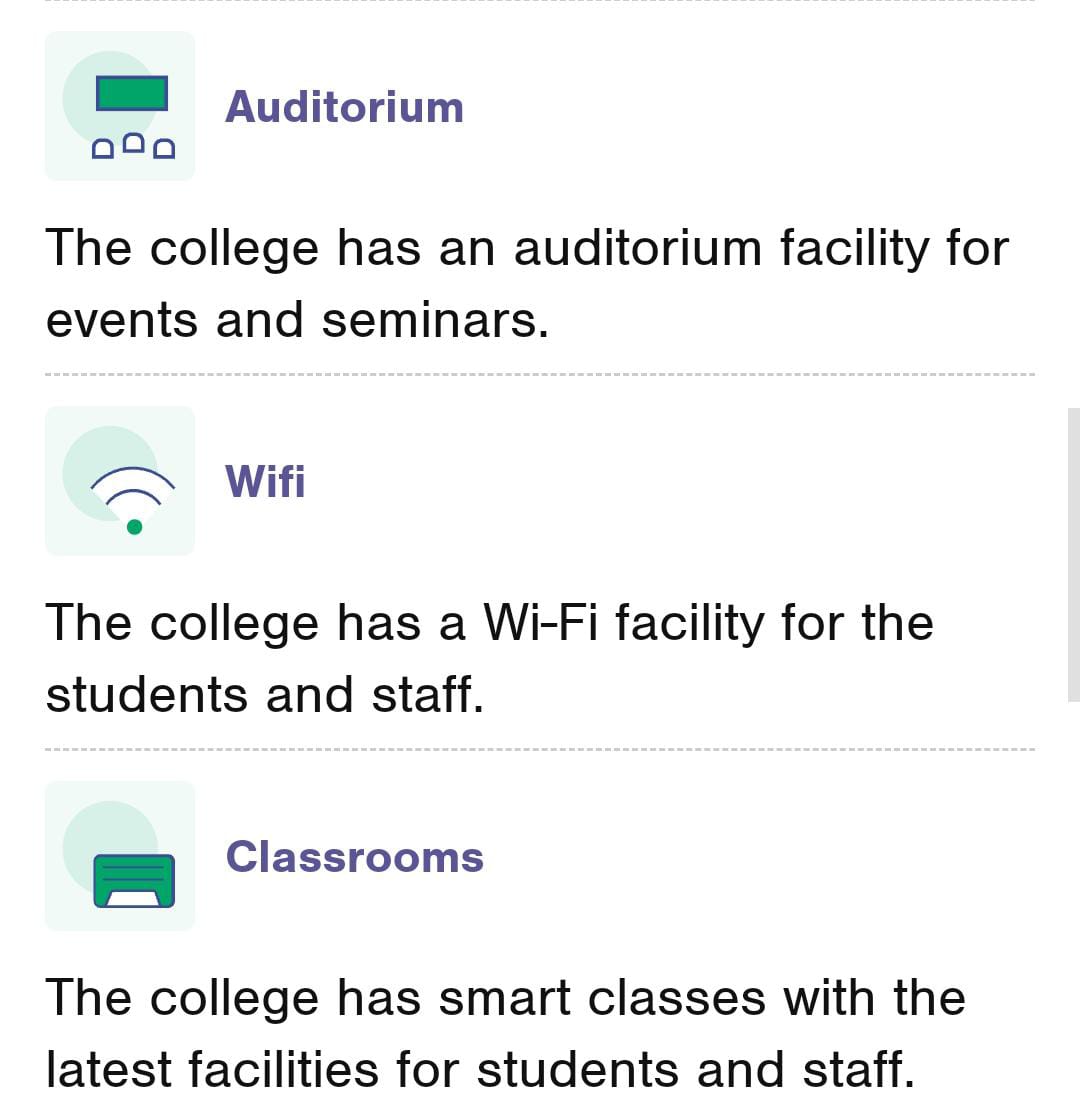 Auditorium
The college has an auditorium facility for
events and seminars.
Wifi
The college has a Wi-Fi facility for the
students and staff.
Classrooms
The college has smart classes with the
latest facilities for students and staff.